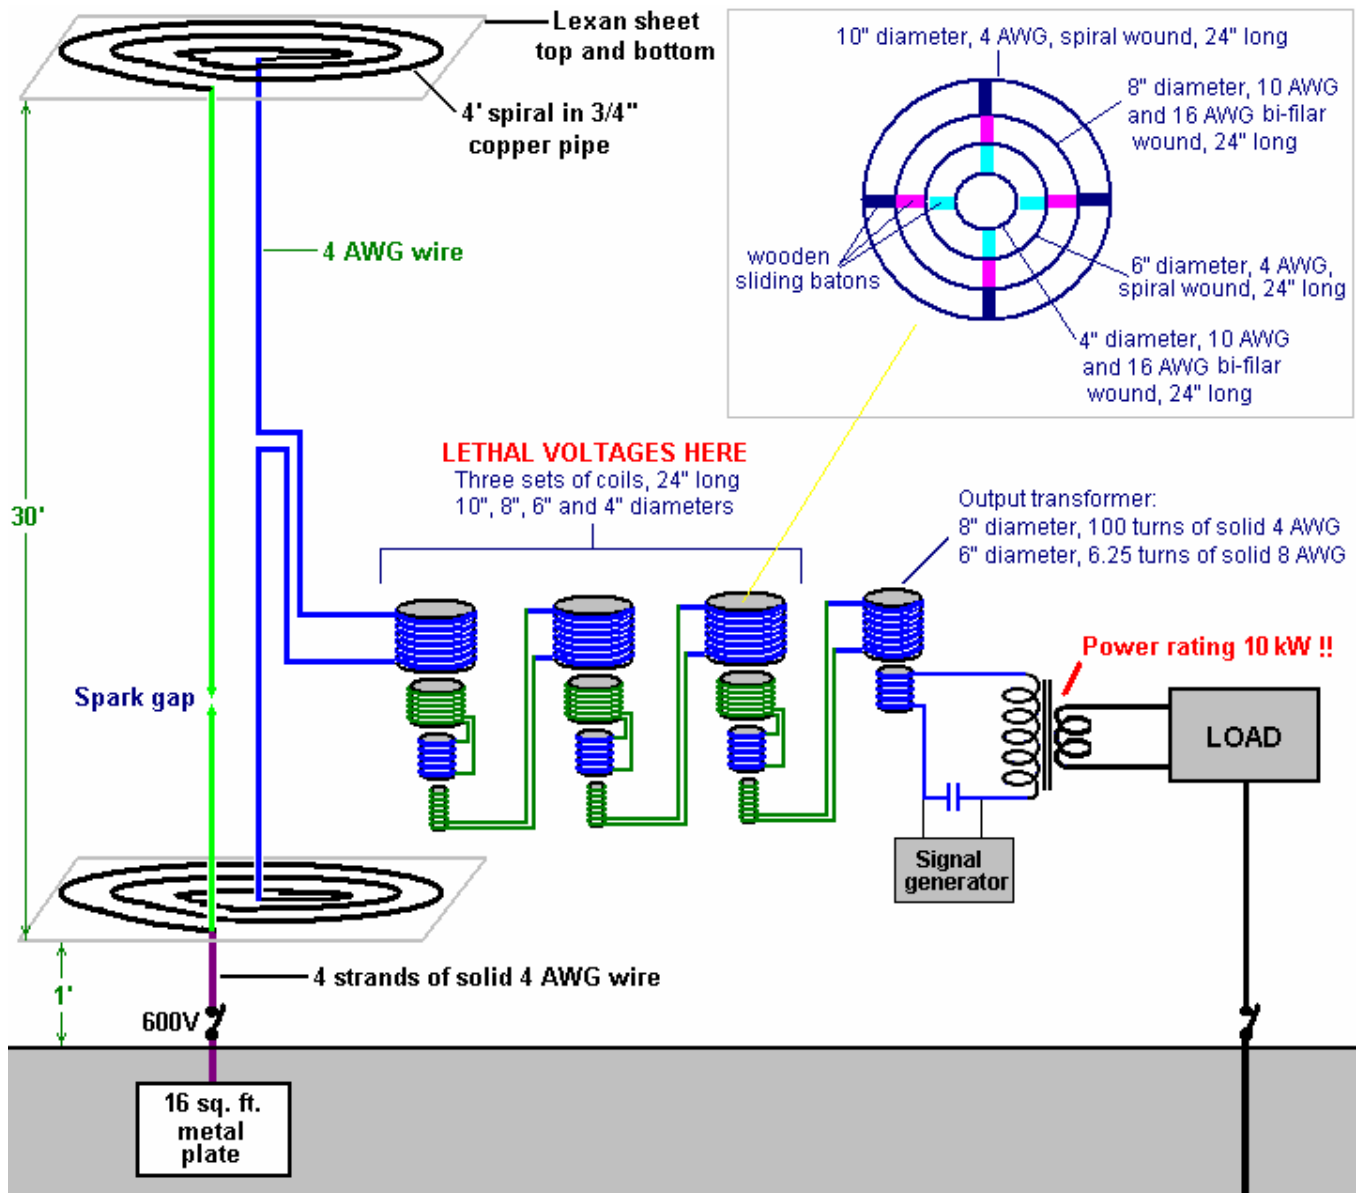 Lexan sheet
top and bottom
4' spiral in 3/4"
copper pipe
4 AWG wire
30'
Spark gap
LETHAL VOLTAGES HERE
Three sets of coils, 24" long
10", 8", 6" and 4" diameters
10" diameter, 4 AWG, spiral wound, 24" long
8" diameter, 10 AWG
and 16 AWG bi-filar
wound, 24" long
wooden
sliding batons
6" diameter, 4 AWG,
spiral wound, 24" long
4" diameter, 10 AWG
and 16 AWG bi-filar
wound, 24" long
Output transformer:
8" diameter, 100 turns of solid 4 AWG
6" diameter, 6.25 turns of solid 8 AWG
Power rating 10 kW !!
LOAD
Signal
generator
4 strands of solid 4 AWG wire
1'
600V
16 sq. ft.
metal
plate